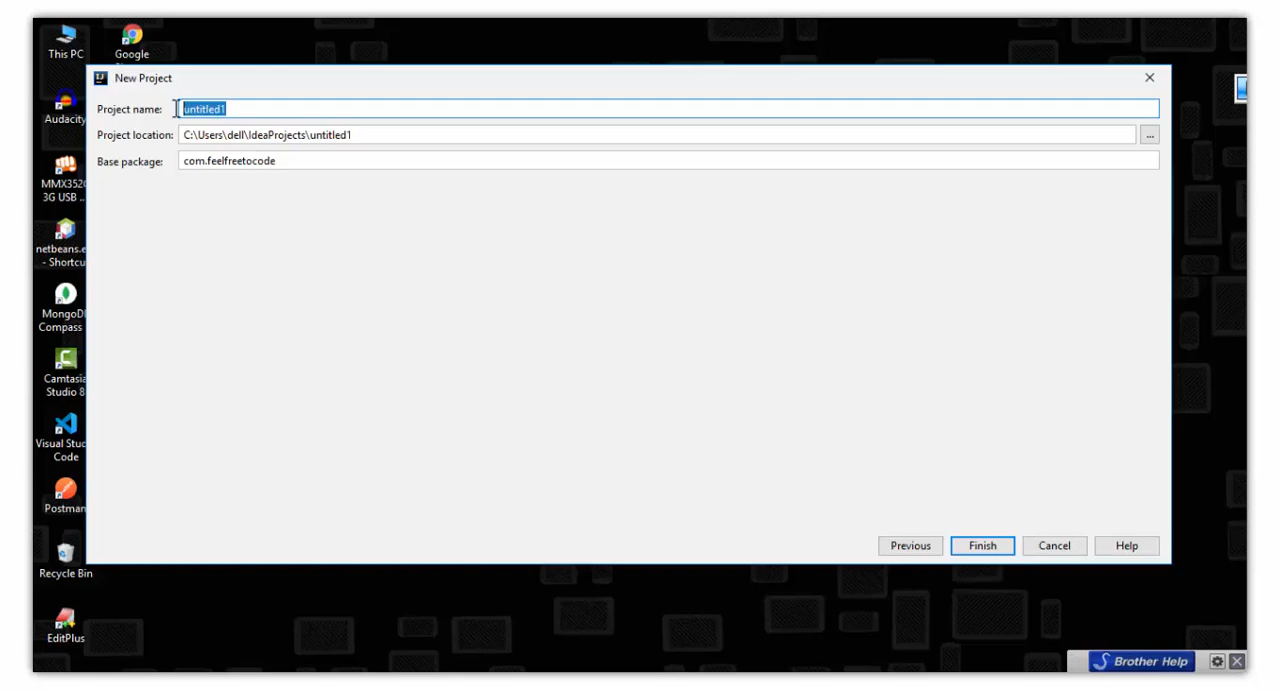 This PC
Google
New Project
Project name:
untitled1
Project location:
C:\Users\dell\IdeaProjects\untitled1
...
Base package:
com.feelfreetocode
Audacity
MMX352
3G USB ..
netbeans.e
- Shortcu
MongoD
Compass
Camtasia
Studio 8
Visual Stud
Code
Postman
Recycle Bin
EditPlus
Previous
Finish
Cancel
Help
Brother Help